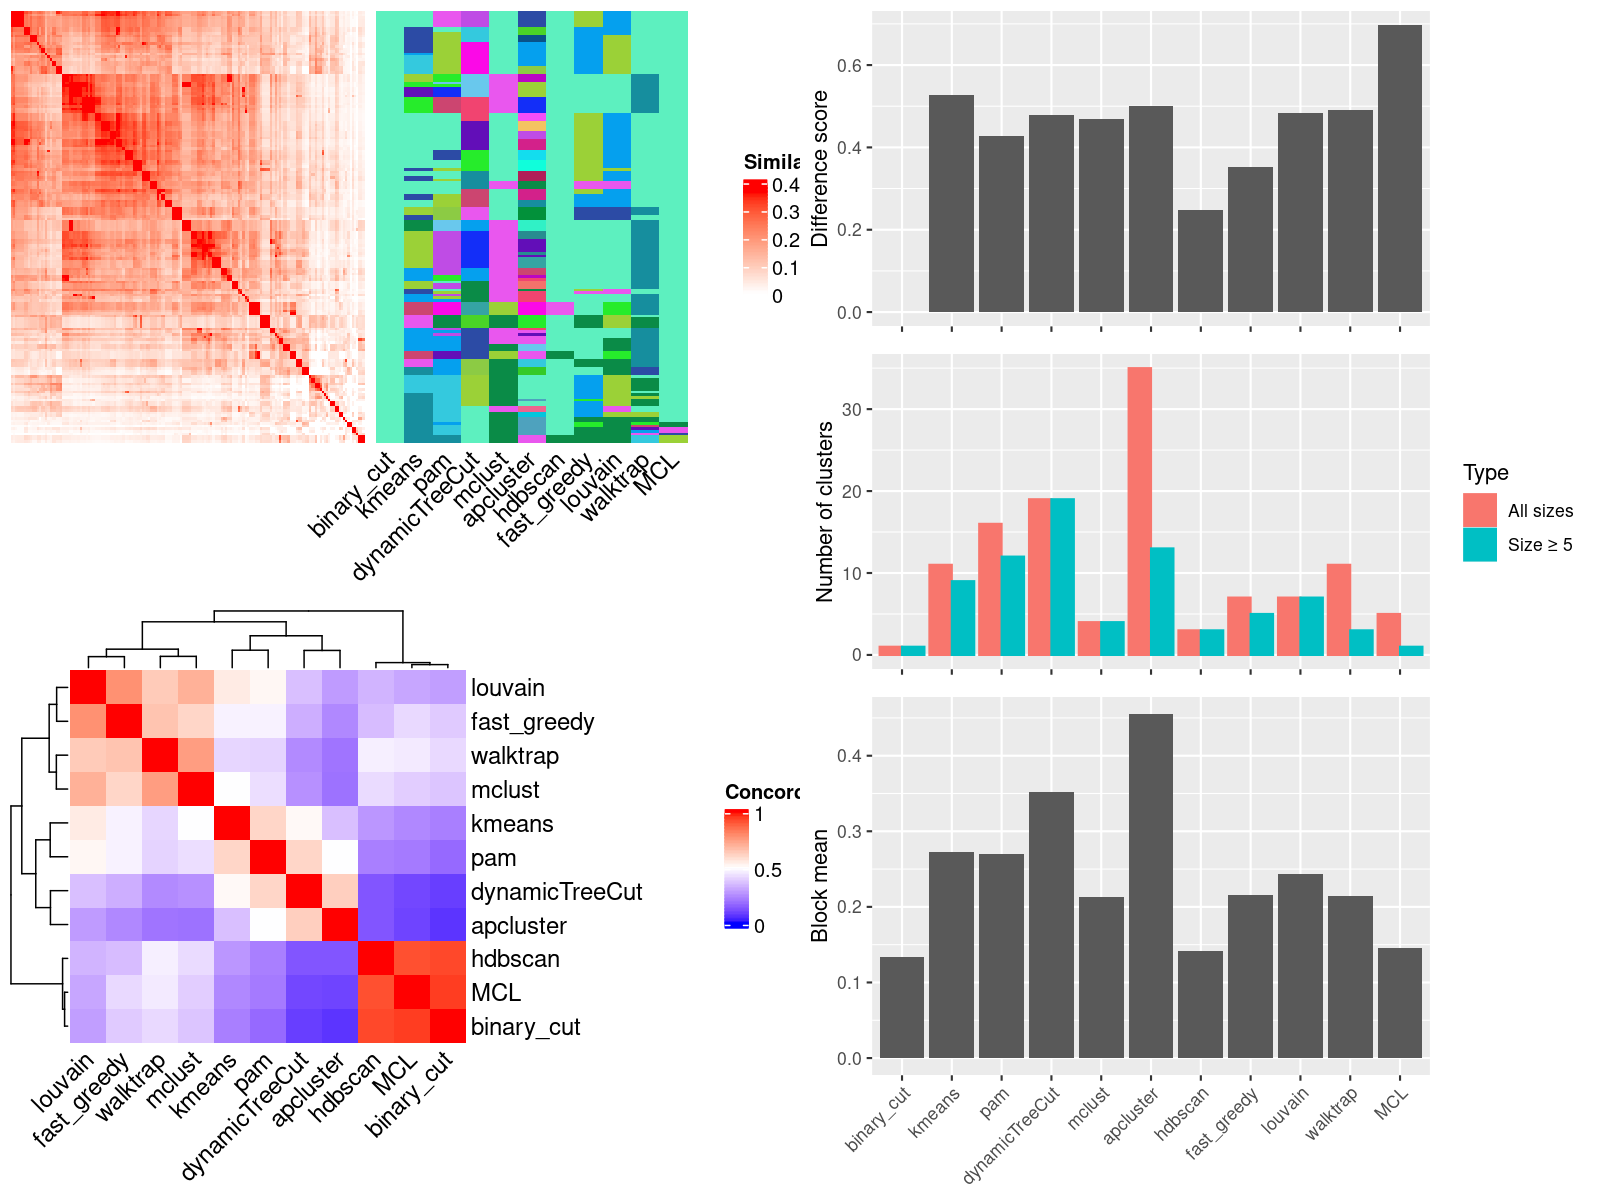 Simila
0.4
0.3
0.2
0.1
0
binary_cut
kmeans
pam
dynamicTreeCut
mclust
apcluster
hdbscan
fast_greedy
louvain
walktrap
MCL
louvain
fast_greedy
walktrap
mclust
kmeans
pam
dynamicTreeCut
apcluster
hdbscan
MCL
binary_cut
Concord
1
0.5
0
louvain
fast_greedy
walktrap
mclust
kmeans
pam
dynamicTreeCut
apcluster
hdbscan
MCL
binary_cut
Difference score
0.6
0.4
0.2
0.0
Number of clusters
30
20
10
0
Type
All sizes
Size ≥ 5
Block mean
0.4
0.3
0.2
0.1
0.0
binary_cut
kmeans
pam
dynamicTreeCut
mclust
apcluster
hdbscan
fast_greedy
louvain
walktrap
MCL